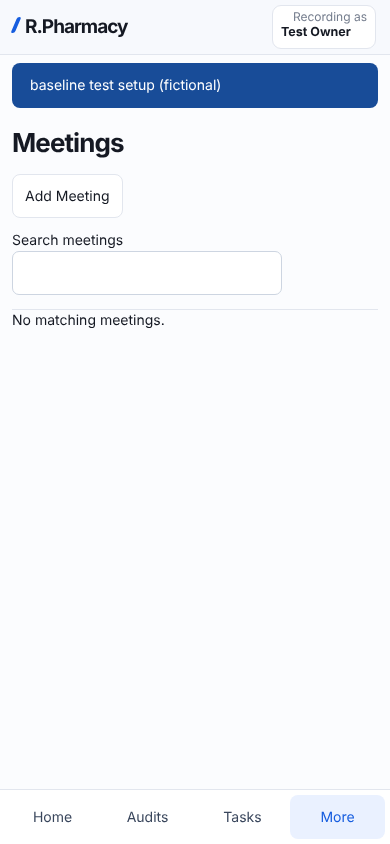 R.Pharmacy
Recording as
Test Owner
baseline test setup (fictional)
Meetings
Add Meeting
Search meetings
No matching meetings.
Home
Audits
Tasks
More